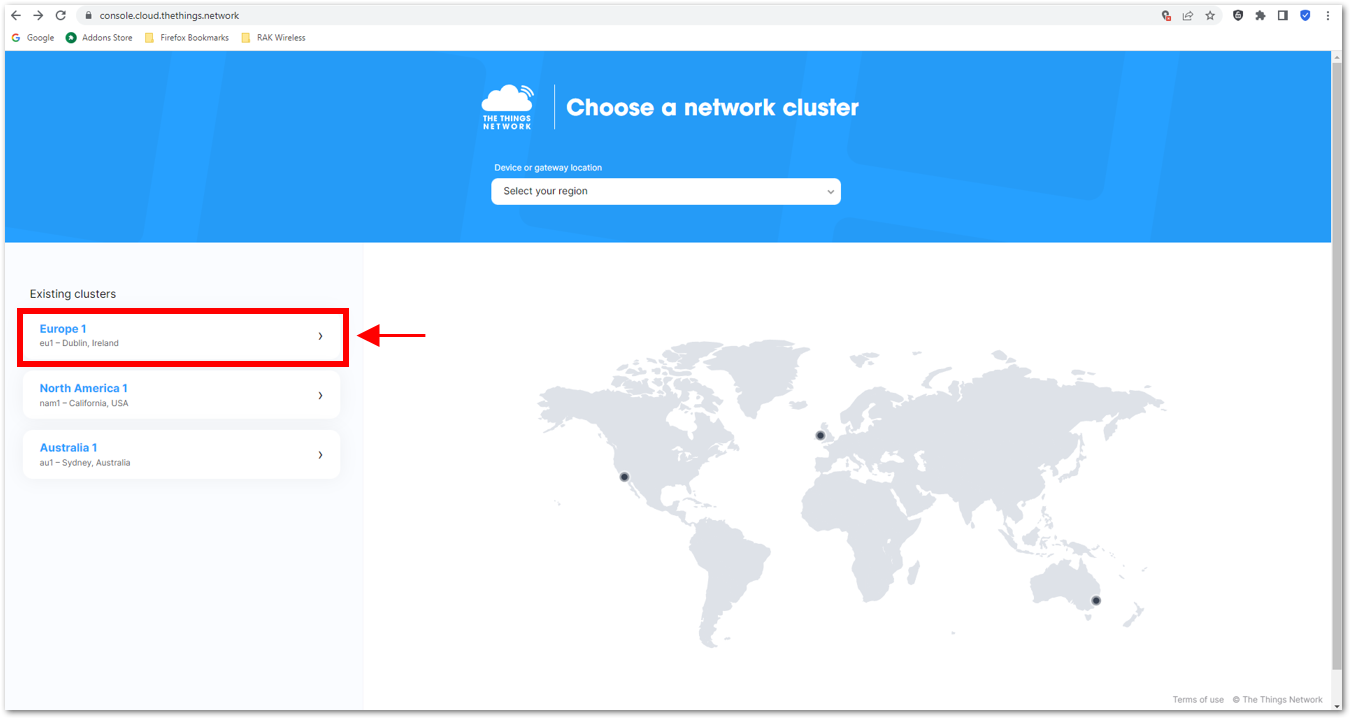 console.cloud.thethings.network
Google
Addons Store
Firefox Bookmarks
RAK Wireless
THE THINGS
NETWORK
Choose a network cluster
Device or gateway location
Select your region
Existing clusters
Europe 1
eu1 – Dublin, Ireland
North America 1
nam1 – California, USA
Australia 1
au1 – Sydney, Australia
Terms of use © The Things Network